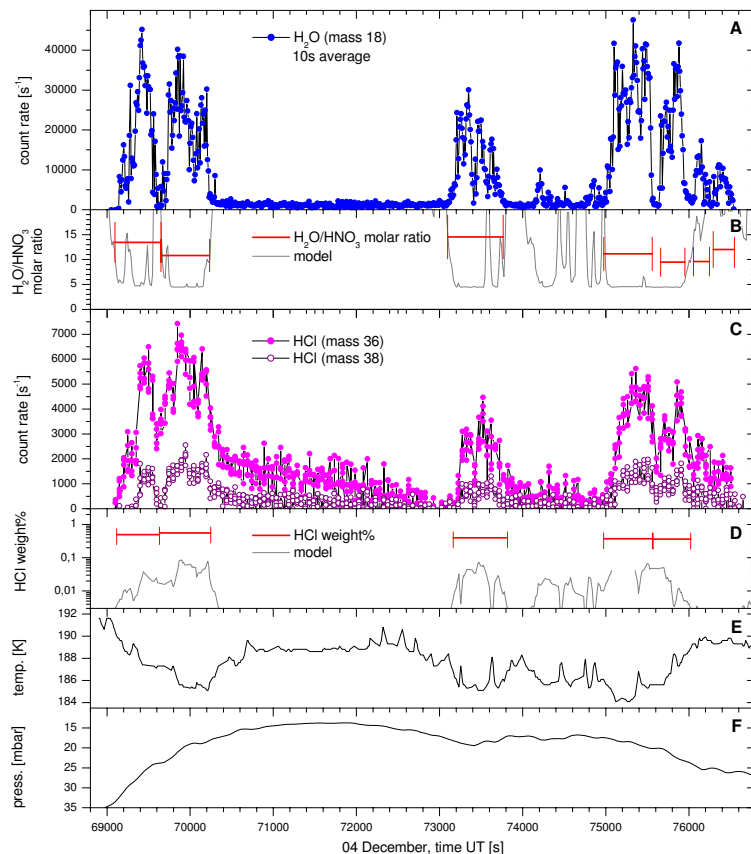 A
H2O (mass 18)
10s average
count rate [s-1]
40000
30000
20000
10000
0
B
H2O/HNO3 molar ratio
model
H2O/HNO3
molar ratio
15
10
5
0
C
HCl (mass 36)
HCl (mass 38)
count rate [s-1]
7000
6000
5000
4000
3000
2000
1000
0
D
HCl weight%
model
HCl weight%
1
0,1
0,01
E
temp. [K]
192
190
188
186
184
F
press. [mbar]
15
20
25
30
35
69000 70000 71000 72000 73000 74000 75000 76000
04 December, time UT [s]